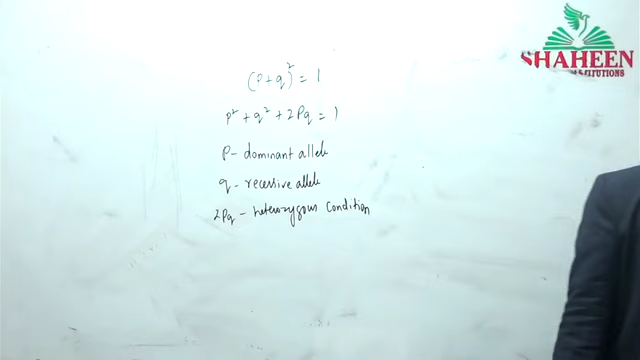 SHAHEEN
INSTITUTIONS
(P+q)² = 1
p² + q² + 2Pq = 1
P - dominant allele
q - recessive allele
2Pq - heterozygous condition